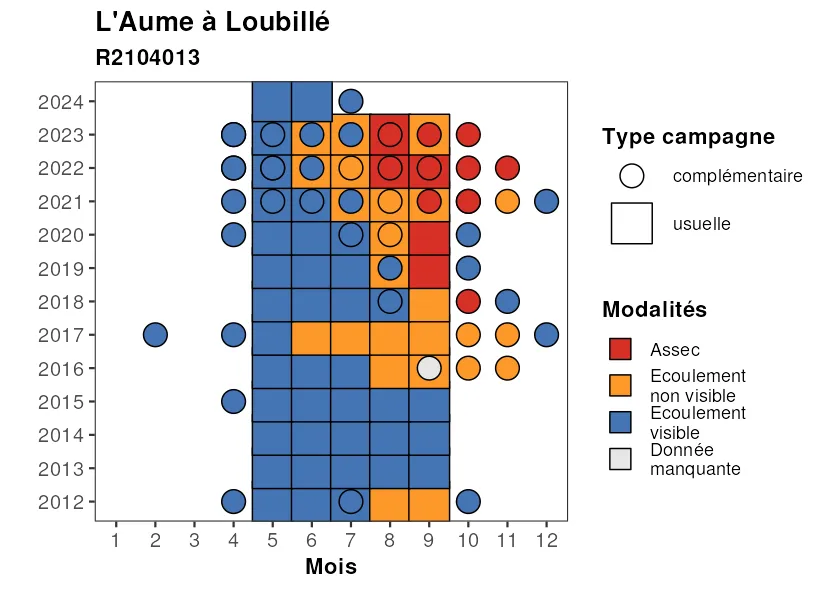 L'Aume à Loubillé
R2104013
2024
2023
2022
2021
2020
2019
2018
2017
2016
2015
2014
2013
2012
1 2 3 4 5 6 7 8 9 10 11 12
Mois
Type campagne
complémentaire
usuelle
Modalités
Assec
Ecoulement
non visible
Ecoulement
visible
Donnée
manquante